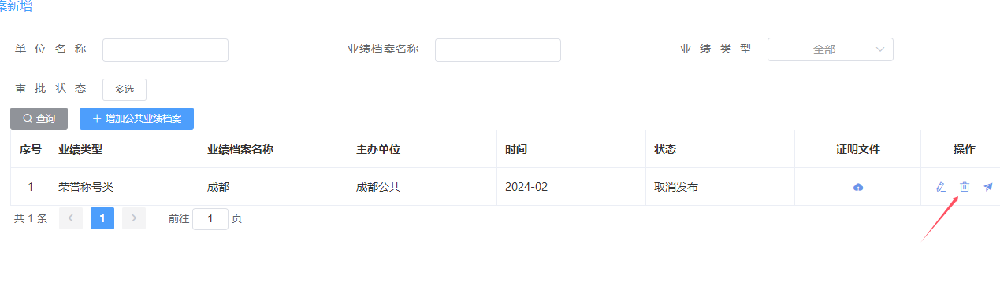 案新增
单位名称 业绩档案名称 业绩类型 全部
审批状态 多选
查询 增加公共业绩档案
序号 业绩类型 业绩档案名称 主办单位 时间 状态 证明文件 操作
1 荣誉称号类 成都 成都公共 2024-02 取消发布
共 1 条 1 前往 1 页